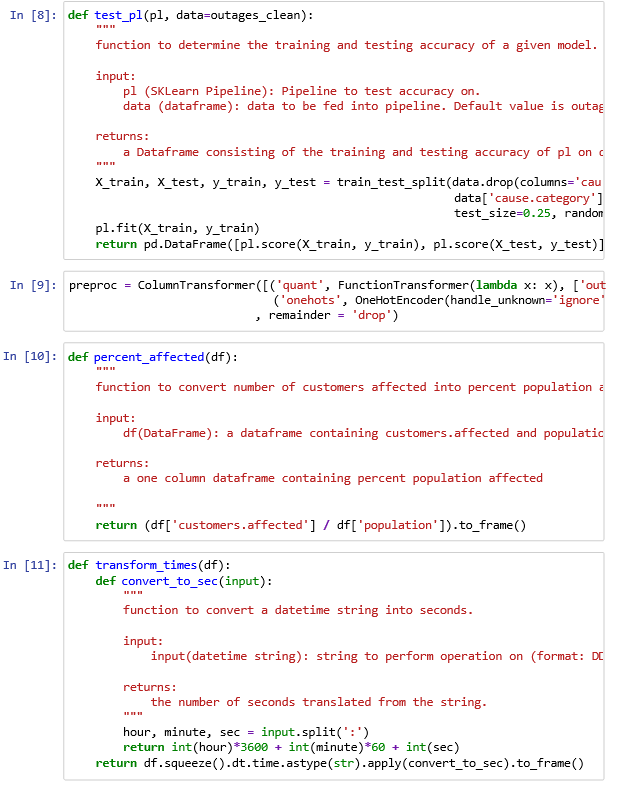 In [8]: def test_pl(pl, data=outages_clean):
"""
function to determine the training and testing accuracy of a given model.
input:
pl (SKLearn Pipeline): Pipeline to test accuracy on.
data (dataframe): data to be fed into pipeline. Default value is outag
returns:
a Dataframe consisting of the training and testing accuracy of pl on
"""
X_train, X_test, y_train, y_test = train_test_split(data.drop(columns='cau
data['cause.category']
test_size=0.25, random
pl.fit(X_train, y_train)
return pd.DataFrame([pl.score(X_train, y_train), pl.score(X_test, y_test)]
In [9]: preproc = ColumnTransformer([('quant', FunctionTransformer(lambda x: x), ['out
('onehots', OneHotEncoder(handle_unknown='ignore'
, remainder = 'drop')
In [10]: def percent_affected(df):
"""
function to convert number of customers affected into percent population a
input:
df(DataFrame): a dataframe containing customers.affected and populatio
returns:
a one column dataframe containing percent population affected
"""
return (df['customers.affected'] / df['population']).to_frame()
In [11]: def transform_times(df):
def convert_to_sec(input):
"""
function to convert a datetime string into seconds.
input:
input(datetime string): string to perform operation on (format: DD
returns:
the number of seconds translated from the string.
"""
hour, minute, sec = input.split(':')
return int(hour)*3600 + int(minute)*60 + int(sec)
return df.squeeze().dt.time.astype(str).apply(convert_to_sec).to_frame()